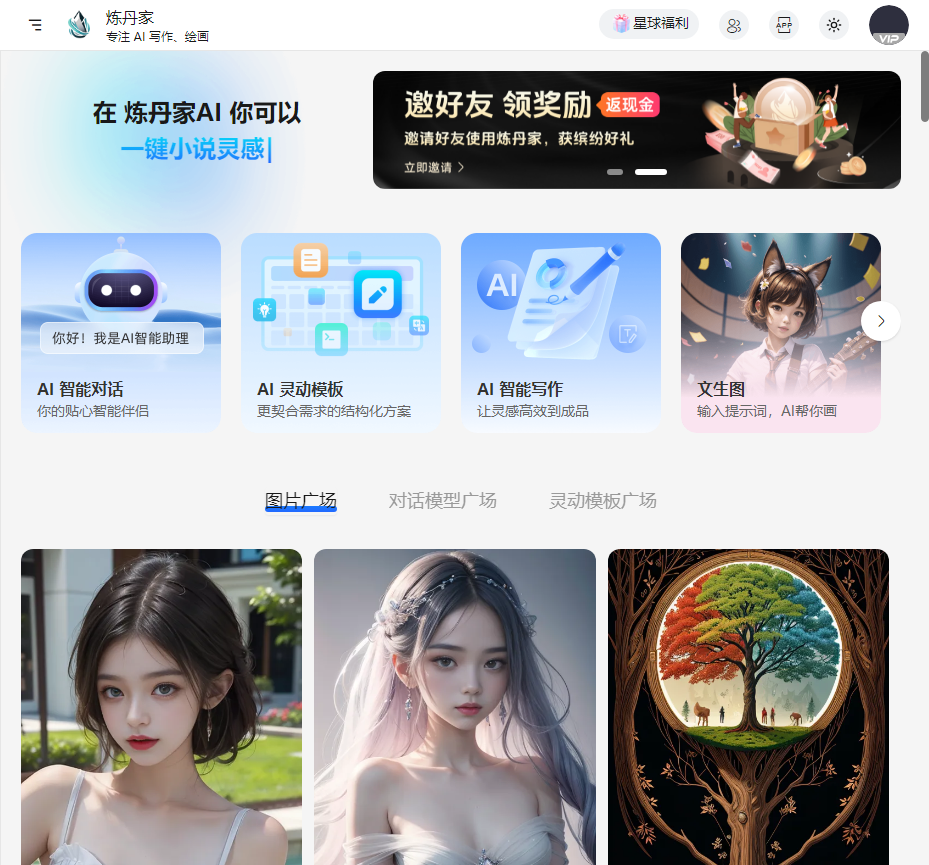 炼丹家
专注 AI 写作、绘画
星球福利
APP
VIP
在 炼丹家AI 你可以
一键小说灵感|
邀好友 领奖励 返现金
邀请好友使用炼丹家，获缤纷好礼
立即邀请 >
你好！我是AI智能助理
AI 智能对话
你的贴心智能伴侣
AI 灵动模板
更契合需求的结构化方案
AI
T
AI 智能写作
让灵感高效到成品
文生图
输入提示词，AI帮你画
图片广场
对话模型广场
灵动模板广场